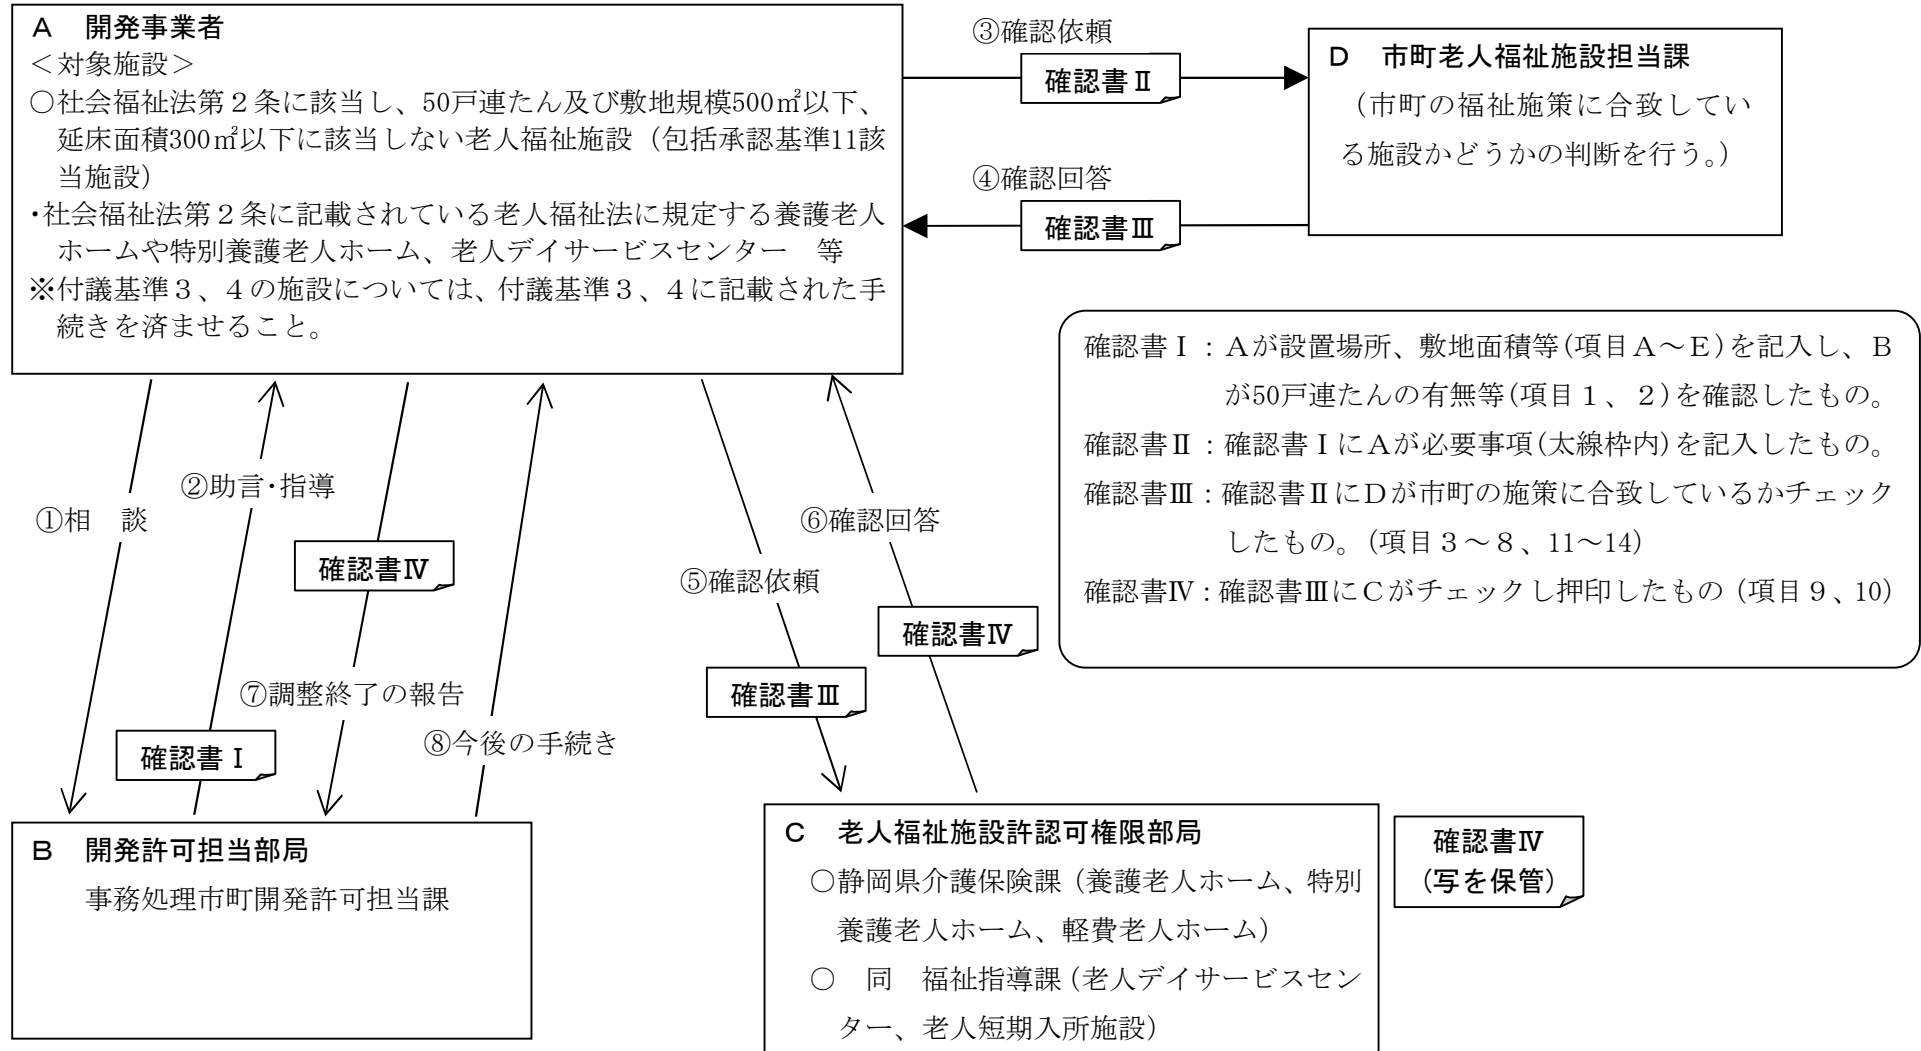 A　開発事業者
＜対象施設＞
○社会福祉法第２条に該当し、50戸連たん及び敷地規模500㎡以下、
延床面積300㎡以下に該当しない老人福祉施設（包括承認基準11該
当施設）
・社会福祉法第２条に記載されている老人福祉法に規定する養護老人
ホームや特別養護老人ホーム、老人デイサービスセンター　等
※付議基準３、４の施設については、付議基準３、４に記載された手
続きを済ませること。
③確認依頼
確認書Ⅱ
④確認回答
確認書Ⅲ
D　市町老人福祉施設担当課
（市町の福祉施策に合致してい
る施設かどうかの判断を行う。）
確認書Ⅰ：Ａが設置場所、敷地面積等(項目Ａ～Ｅ)を記入し、Ｂ
が50戸連たんの有無等(項目１、２)を確認したもの。
確認書Ⅱ：確認書ⅠにＡが必要事項(太線枠内)を記入したもの。
確認書Ⅲ：確認書ⅡにＤが市町の施策に合致しているかチェック
したもの。(項目３～８、11～14)
確認書Ⅳ：確認書ⅢにＣがチェックし押印したもの（項目９、10）
①相　談
②助言・指導
確認書Ⅰ
確認書Ⅳ
⑦調整終了の報告
⑧今後の手続き
⑤確認依頼
確認書Ⅲ
⑥確認回答
確認書Ⅳ
B　開発許可担当部局
事務処理市町開発許可担当課
C　老人福祉施設許認可権限部局
○静岡県介護保険課（養護老人ホーム、特別
養護老人ホーム、軽費老人ホーム）
○　同　福祉指導課（老人デイサービスセン
ター、老人短期入所施設）
確認書Ⅳ
（写を保管）